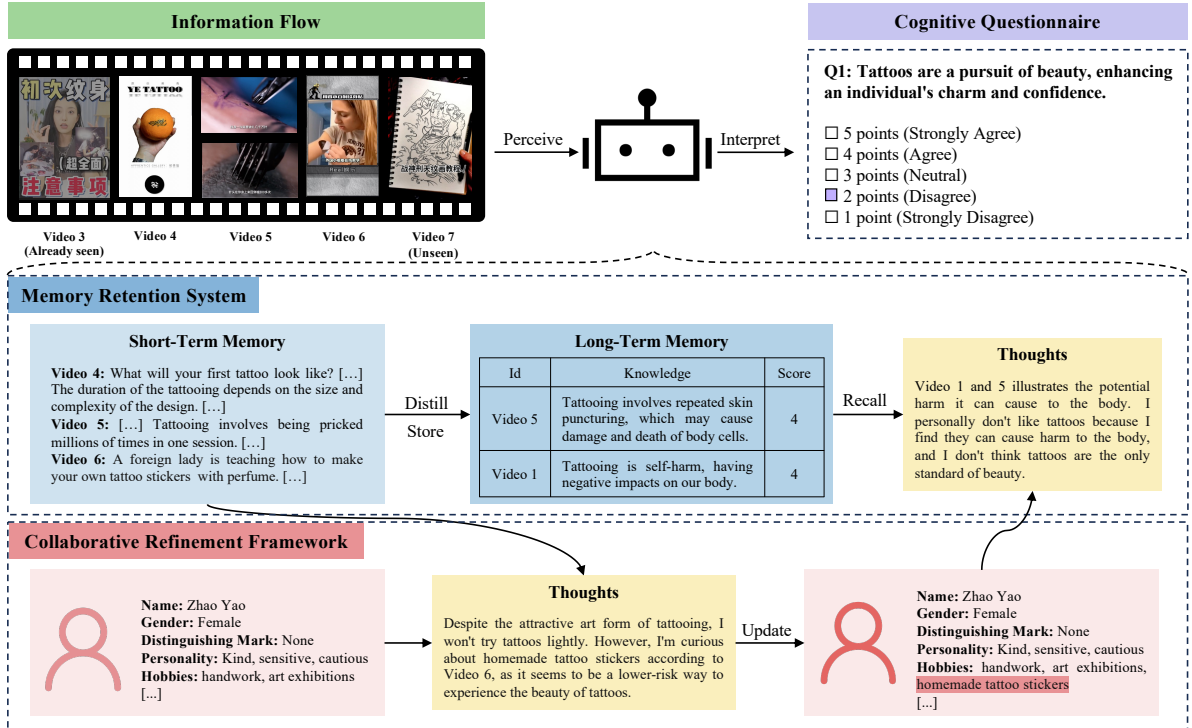 Information Flow
初次纹身
(超全面)
注意事项
YE TATTOO
战神刑天纹画教程
Video 3
(Already seen)
Video 4
Video 5
Video 6
Video 7
(Unseen)
Perceive
Interpret
Cognitive Questionnaire
Q1: Tattoos are a pursuit of beauty, enhancing
an individual's charm and confidence.
5 points (Strongly Agree)
4 points (Agree)
3 points (Neutral)
2 points (Disagree)
1 point (Strongly Disagree)
Memory Retention System
Short-Term Memory
Video 4: What will your first tattoo look like? […]
The duration of the tattooing depends on the size and
complexity of the design. […]
Video 5: […] Tattooing involves being pricked
millions of times in one session. […]
Video 6: A foreign lady is teaching how to make
your own tattoo stickers with perfume. […]
Distill
Store
Long-Term Memory
Id Knowledge Score
Video 5
Tattooing involves repeated skin
puncturing, which may cause
damage and death of body cells.
4
Video 1
Tattooing is self-harm, having
negative impacts on our body.
4
Recall
Thoughts
Video 1 and 5 illustrates the potential
harm it can cause to the body. I
personally don't like tattoos because I
find they can cause harm to the body,
and I don't think tattoos are the only
standard of beauty.
Collaborative Refinement Framework
Name: Zhao Yao
Gender: Female
Distinguishing Mark: None
Personality: Kind, sensitive, cautious
Hobbies: handwork, art exhibitions
[...]
Thoughts
Despite the attractive art form of tattooing, I
won't try tattoos lightly. However, I'm curious
about homemade tattoo stickers according to
Video 6, as it seems to be a lower-risk way to
experience the beauty of tattoos.
Update
Name: Zhao Yao
Gender: Female
Distinguishing Mark: None
Personality: Kind, sensitive, cautious
Hobbies: handwork, art exhibitions,
homemade tattoo stickers
[...]